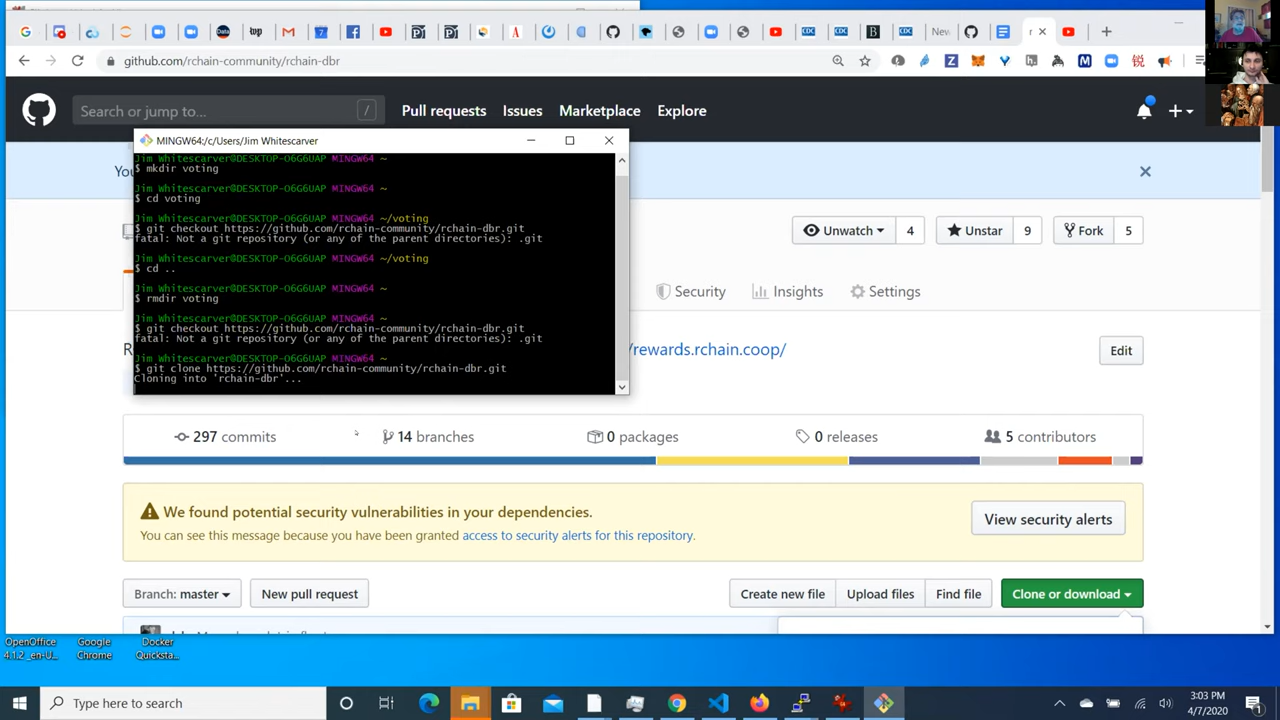 github.com/rchain-community/rchain-dbr
Search or jump to...
/
Pull requests
Issues
Marketplace
Explore
MINGW64:/c/Users/Jim Whitescarver
Jim Whitescarver@DESKTOP-O6G6UAP MINGW64 ~
$ mkdir voting
Jim Whitescarver@DESKTOP-O6G6UAP MINGW64 ~
$ cd voting
Jim Whitescarver@DESKTOP-O6G6UAP MINGW64 ~/voting
$ git checkout https://github.com/rchain-community/rchain-dbr.git
fatal: Not a git repository (or any of the parent directories): .git
Jim Whitescarver@DESKTOP-O6G6UAP MINGW64 ~/voting
$ cd ..
Jim Whitescarver@DESKTOP-O6G6UAP MINGW64 ~
$ rmdir voting
Jim Whitescarver@DESKTOP-O6G6UAP MINGW64 ~
$ git checkout https://github.com/rchain-community/rchain-dbr.git
fatal: Not a git repository (or any of the parent directories): .git
Jim Whitescarver@DESKTOP-O6G6UAP MINGW64 ~
$ git clone https://github.com/rchain-community/rchain-dbr.git
Cloning into 'rchain-dbr'...
You
Unwatch 4
Unstar 9
Fork 5
Security
Insights
Settings
R
/rewards.rchain.coop/
Edit
297 commits
14 branches
0 packages
0 releases
5 contributors
We found potential security vulnerabilities in your dependencies.
You can see this message because you have been granted access to security alerts for this repository.
View security alerts
Branch: master
New pull request
Create new file
Upload files
Find file
Clone or download
OpenOffice 4.1.2 _en-U...
Google Chrome
Docker Quicksta...
Type here to search
3:03 PM
4/7/2020